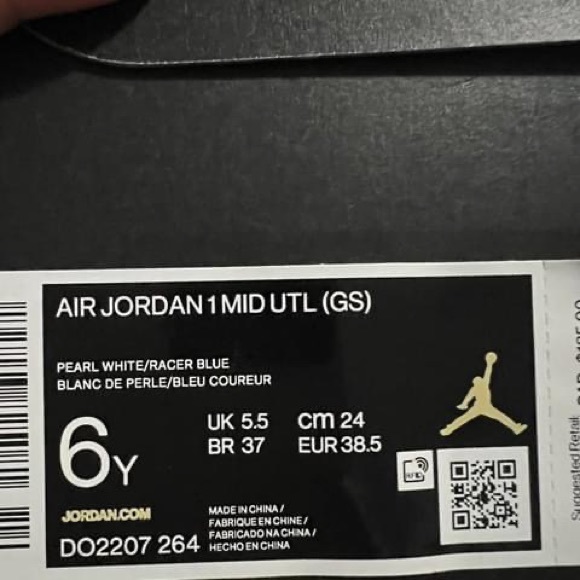 AIR JORDAN 1 MID UTL (GS)
PEARL WHITE/RACER BLUE
BLANC DE PERLE/BLEU COUREUR
6Y
UK 5.5 cm 24
BR 37 EUR 38.5
RFID
JORDAN.COM
DO2207 264
MADE IN CHINA /
FABRIQUE EN CHINE /
FABRICADO NA CHINA /
HECHO EN CHINA
Suggested Retail